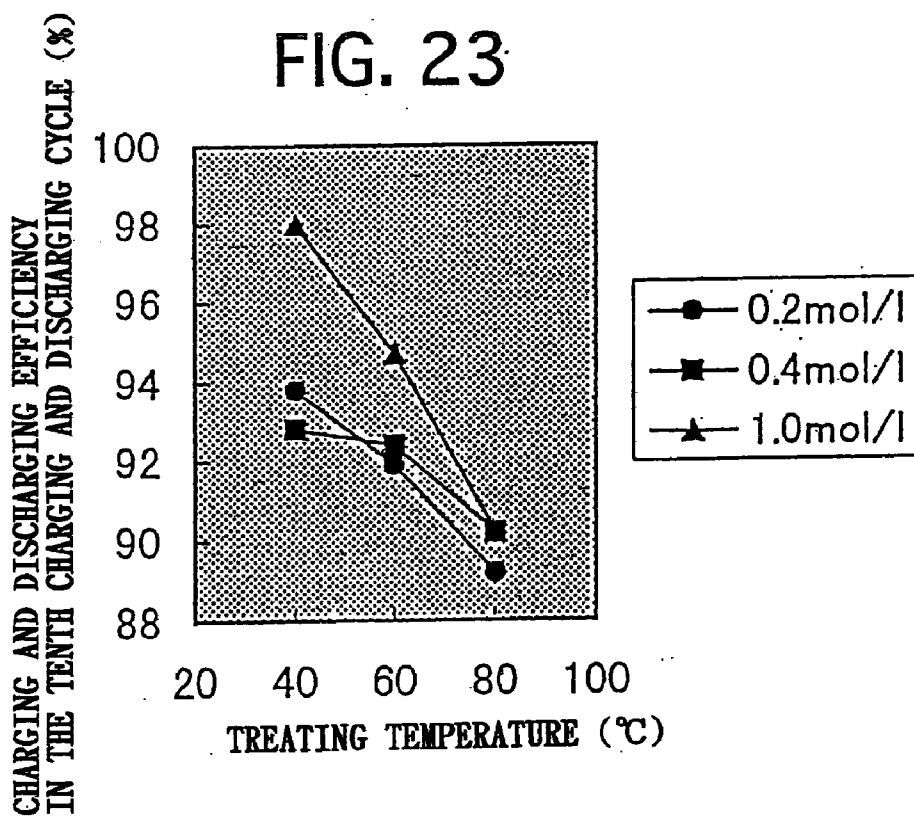 FIG. 23
CHARGING AND DISCHARGING EFFICIENCY
IN THE TENTH CHARGING AND DISCHARGING CYCLE (%)
100
98
96
94
92
90
88
20 40 60 80 100
TREATING TEMPERATURE (℃)
0.2mol/l
0.4mol/l
1.0mol/l